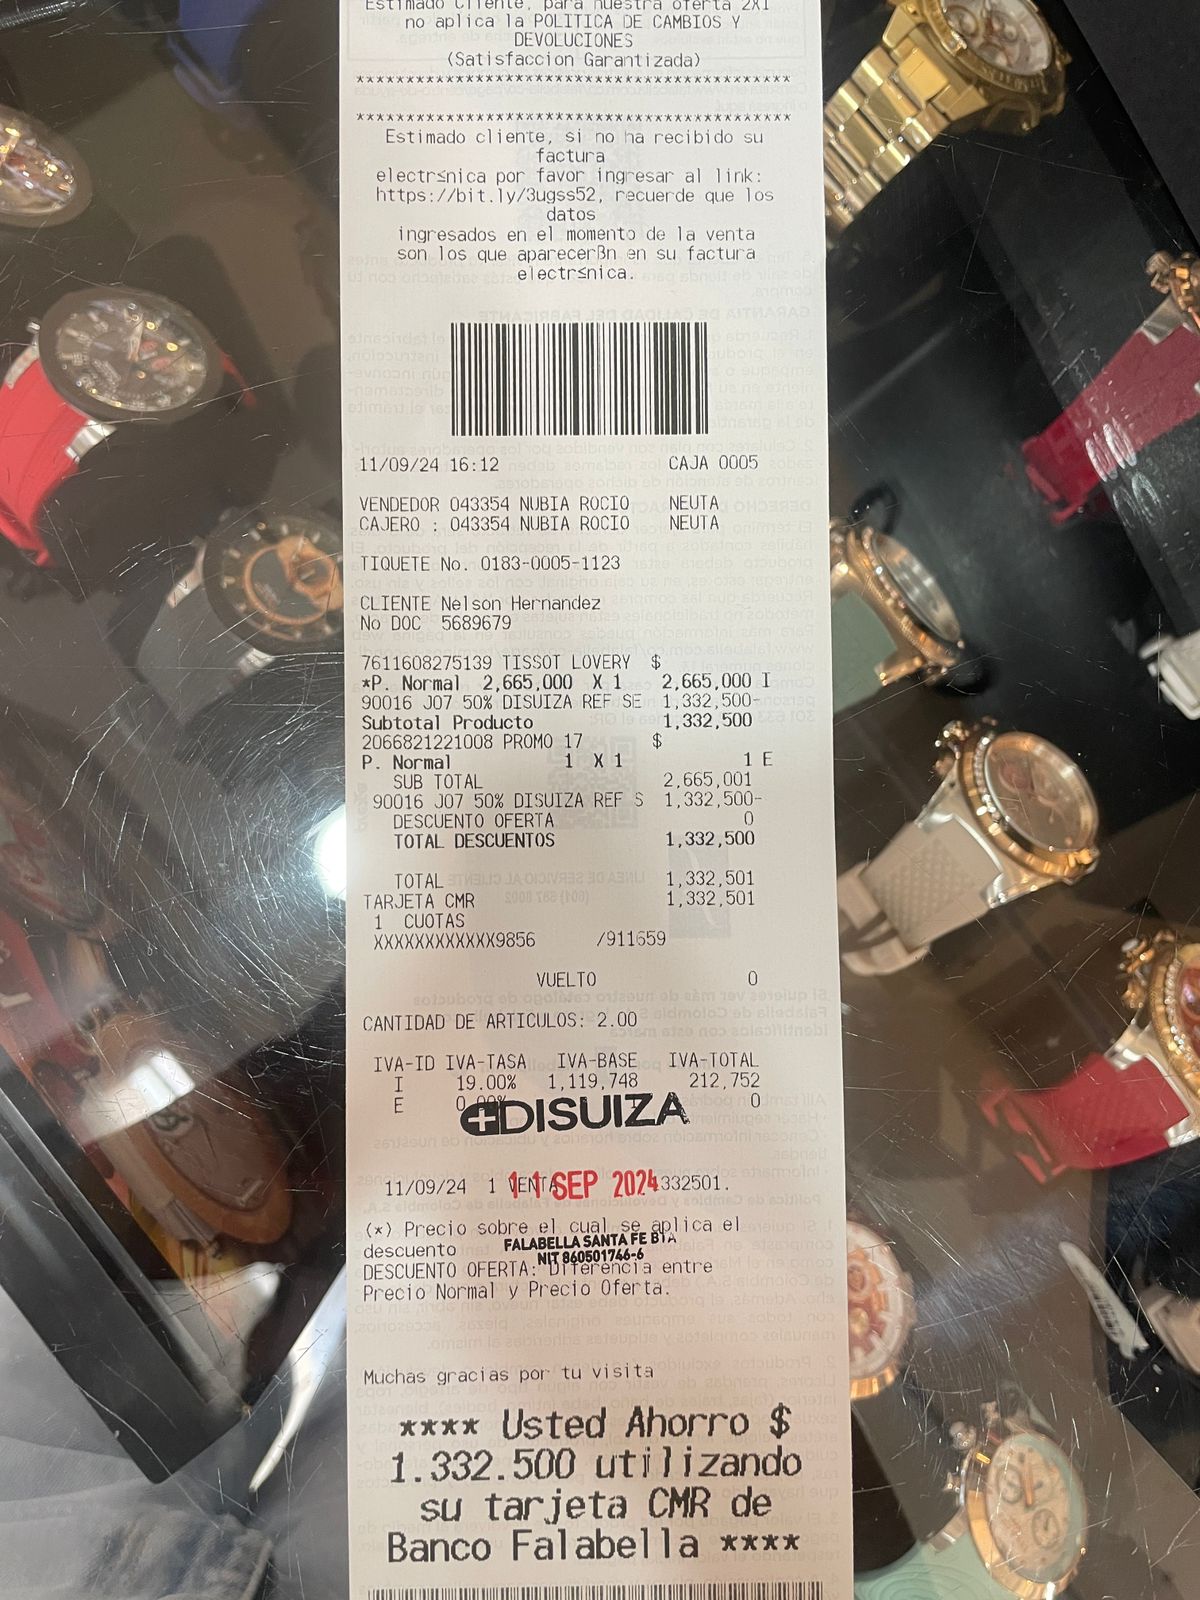 Estimado Cliente, para nuestra oferta 2X1
no aplica la POLITICA DE CAMBIOS Y
DEVOLUCIONES
(Satisfaccion Garantizada)
*******************************************
*******************************************
Estimado cliente, si no ha recibido su
factura
electr≤nica por favor ingresar al link:
https://bit.ly/3ugss52, recuerde que los
datos
ingresados en el momento de la venta
son los que aparecerßn en su factura
electr≤nica.
11/09/24 16:12 CAJA 0005
VENDEDOR 043354 NUBIA ROCIO NEUTA
CAJERO : 043354 NUBIA ROCIO NEUTA
TIQUETE No. 0183-0005-1123
CLIENTE Nelson Hernandez
No DOC 5689679
7611608275139 TISSOT LOVERY $
*P. Normal 2,665,000 X 1 2,665,000 I
90016 J07 50% DISUIZA REF SE 1,332,500-
Subtotal Producto 1,332,500
2066821221008 PROMO 17 $
P. Normal 1 X 1 1 E
SUB TOTAL 2,665,001
90016 J07 50% DISUIZA REF S 1,332,500-
DESCUENTO OFERTA 0
TOTAL DESCUENTOS 1,332,500
TOTAL 1,332,501
TARJETA CMR 1,332,501
1 CUOTAS
XXXXXXXXXXXX9856 /911659
VUELTO 0
CANTIDAD DE ARTICULOS: 2.00
IVA-ID IVA-TASA IVA-BASE IVA-TOTAL
I 19.00% 1,119,748 212,752
E 0.00% 1 0
DISUIZA
11/09/24 1 VENTA 332501.
11 SEP 2024
(*) Precio sobre el cual se aplica el
descuento
FALABELLA SANTA FE BTA
NIT 860501746-6
DESCUENTO OFERTA: Diferencia entre
Precio Normal y Precio Oferta.
Muchas gracias por tu visita
**** Usted Ahorro $
1.332.500 utilizando
su tarjeta CMR de
Banco Falabella ****